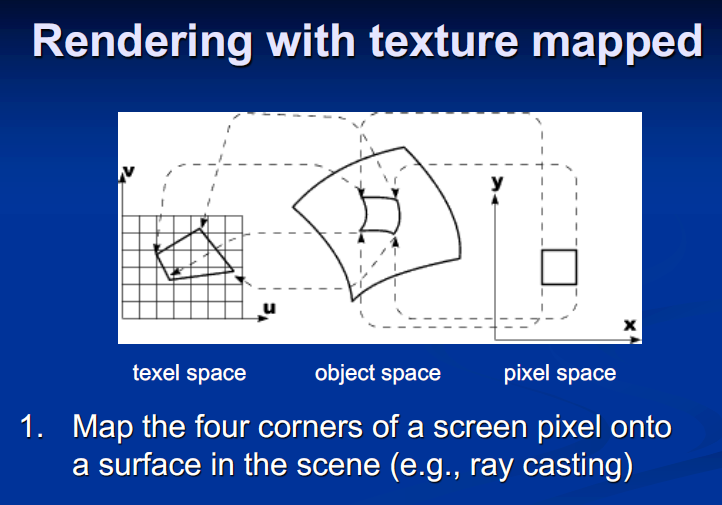 Rendering with texture mapped
v
y
u
x
texel space
object space
pixel space
1. Map the four corners of a screen pixel onto
a surface in the scene (e.g., ray casting)